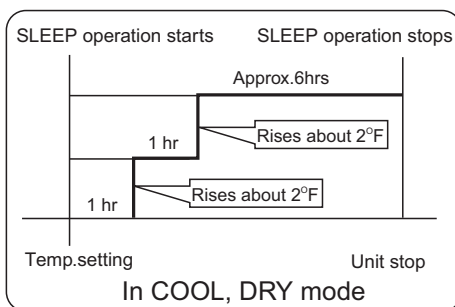 SLEEP operation starts SLEEP operation stops
Approx.6hrs
1 hr
Rises about 2°F
1 hr
Rises about 2°F
Temp.setting
Unit stop
In COOL, DRY mode